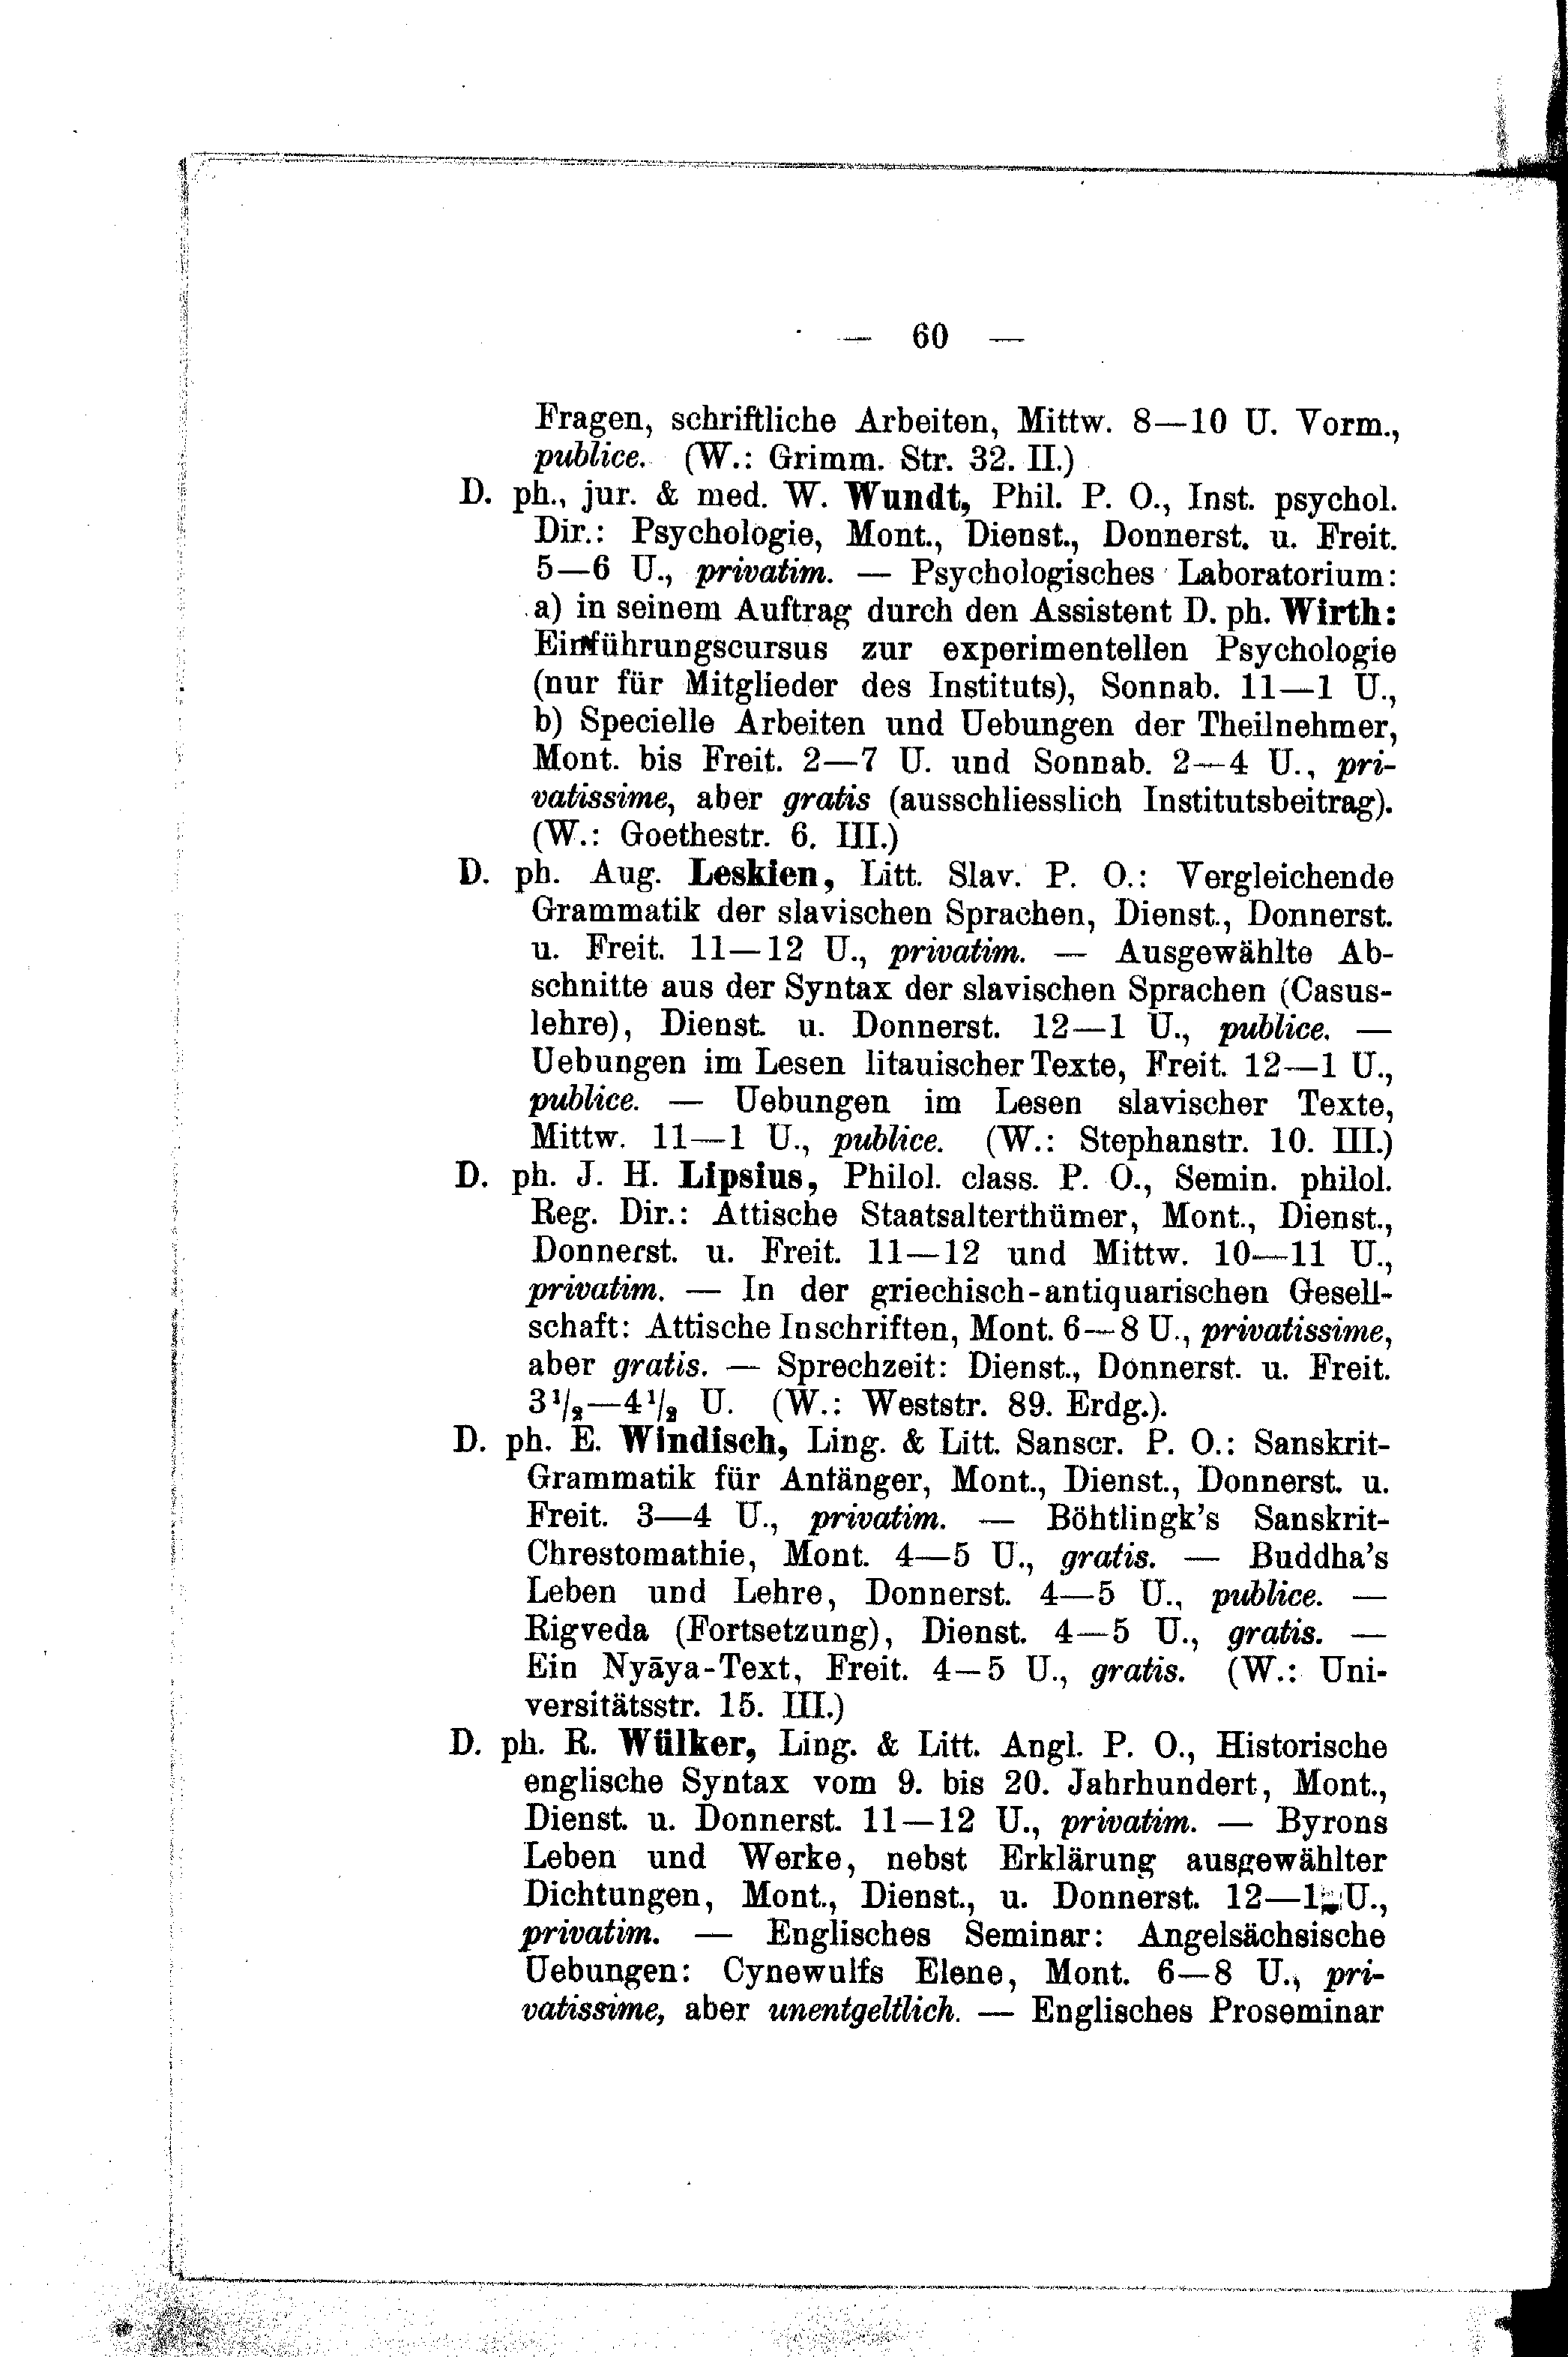 — 60 —
Fragen, schriftliche Arbeiten, Mittw. 8—10 U. Vorm.,
publice. (W.: Grimm. Str. 32. II.)
D. ph., jur. & med. W. Wundt, Phil. P. O., Inst. psychol.
Dir.: Psychologie, Mont., Dienst., Donnerst. u. Freit.
5—6 U., privatim. — Psychologisches Laboratorium:
a) in seinem Auftrag durch den Assistent D. ph. Wirth:
Einführungscursus zur experimentellen Psychologie
(nur für Mitglieder des Instituts), Sonnab. 11—1 U.,
b) Specielle Arbeiten und Uebungen der Theilnehmer,
Mont. bis Freit. 2—7 U. und Sonnab. 2—4 U., pri-
vatissime, aber gratis (ausschliesslich Institutsbeitrag).
(W.: Goethestr. 6. III.)
D. ph. Aug. Leskien, Litt. Slav. P. O.: Vergleichende
Grammatik der slavischen Sprachen, Dienst., Donnerst.
u. Freit. 11—12 U., privatim. — Ausgewählte Ab-
schnitte aus der Syntax der slavischen Sprachen (Casus-
lehre), Dienst. u. Donnerst. 12—1 U., publice. —
Uebungen im Lesen litauischer Texte, Freit. 12—1 U.,
publice. — Uebungen im Lesen slavischer Texte,
Mittw. 11—1 U., publice. (W.: Stephanstr. 10. III.)
D. ph. J. H. Lipsius, Philol. class. P. O., Semin. philol.
Reg. Dir.: Attische Staatsalterthümer, Mont., Dienst.,
Donnerst. u. Freit. 11—12 und Mittw. 10—11 U.,
privatim. — In der griechisch-antiquarischen Gesell-
schaft: Attische Inschriften, Mont. 6—8 U., privatissime,
aber gratis. — Sprechzeit: Dienst., Donnerst. u. Freit.
3 1/2—4 1/2 U. (W.: Weststr. 89. Erdg.).
D. ph. E. Windisch, Ling. & Litt. Sanscr. P. O.: Sanskrit-
Grammatik für Antänger, Mont., Dienst., Donnerst. u.
Freit. 3—4 U., privatim. — Böhtlingk's Sanskrit-
Chrestomathie, Mont. 4—5 U., gratis. — Buddha's
Leben und Lehre, Donnerst. 4—5 U., publice. —
Rigveda (Fortsetzung), Dienst. 4—5 U., gratis. —
Ein Nyāya-Text, Freit. 4—5 U., gratis. (W.: Uni-
versitätsstr. 15. III.)
D. ph. R. Wülker, Ling. & Litt. Angl. P. O., Historische
englische Syntax vom 9. bis 20. Jahrhundert, Mont.,
Dienst. u. Donnerst. 11—12 U., privatim. — Byrons
Leben und Werke, nebst Erklärung ausgewählter
Dichtungen, Mont., Dienst., u. Donnerst. 12—1 U.,
privatim. — Englisches Seminar: Angelsächsische
Uebungen: Cynewulfs Elene, Mont. 6—8 U., pri-
vatissime, aber unentgeltlich. — Englisches Proseminar